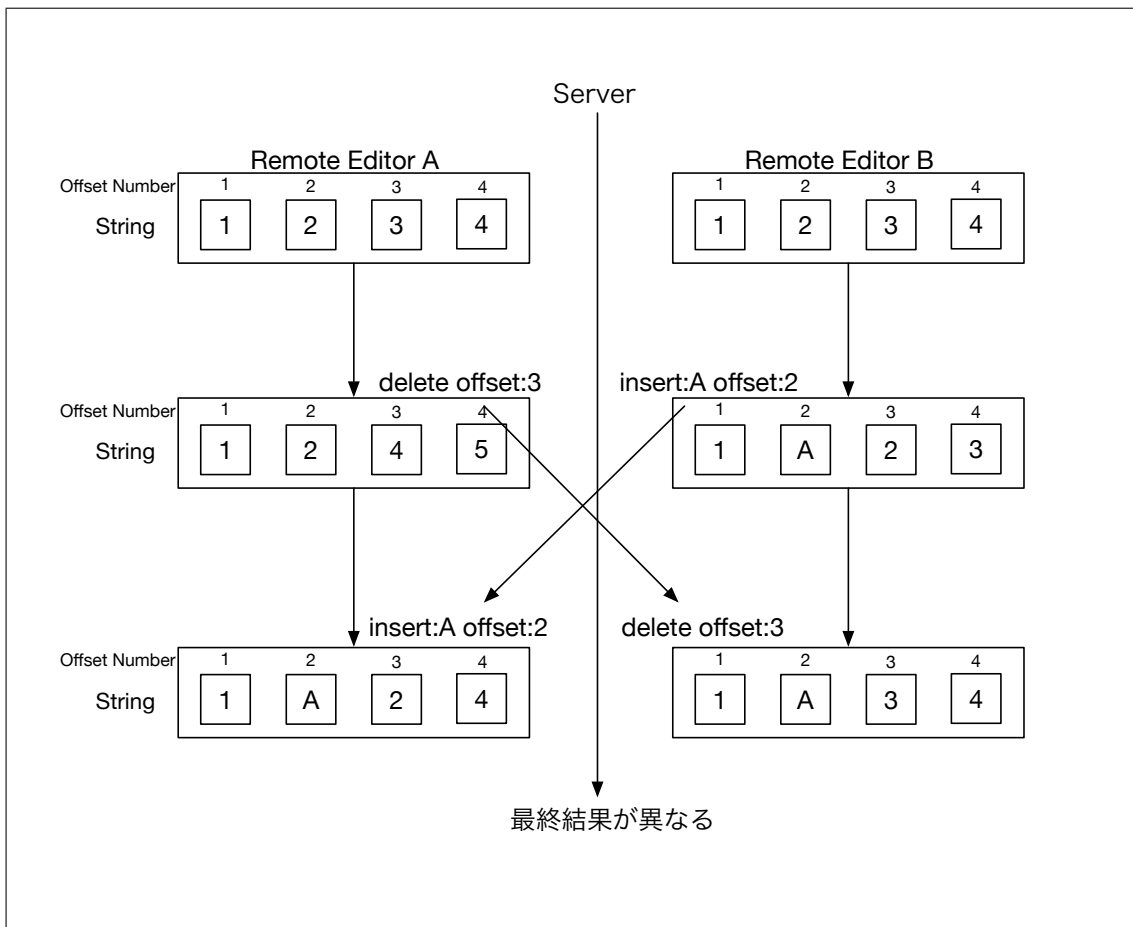 Server
Remote Editor A
Remote Editor B
Offset Number 1 2 3 4
1 2 3 4
String 1 2 3 4
1 2 3 4
delete offset:3
insert:A offset:2
Offset Number 1 2 3 4
1 2 3 4
String 1 2 4 5
1 A 2 3
insert:A offset:2
delete offset:3
Offset Number 1 2 3 4
1 2 3 4
String 1 A 2 4
1 A 3 4
最終結果が異なる